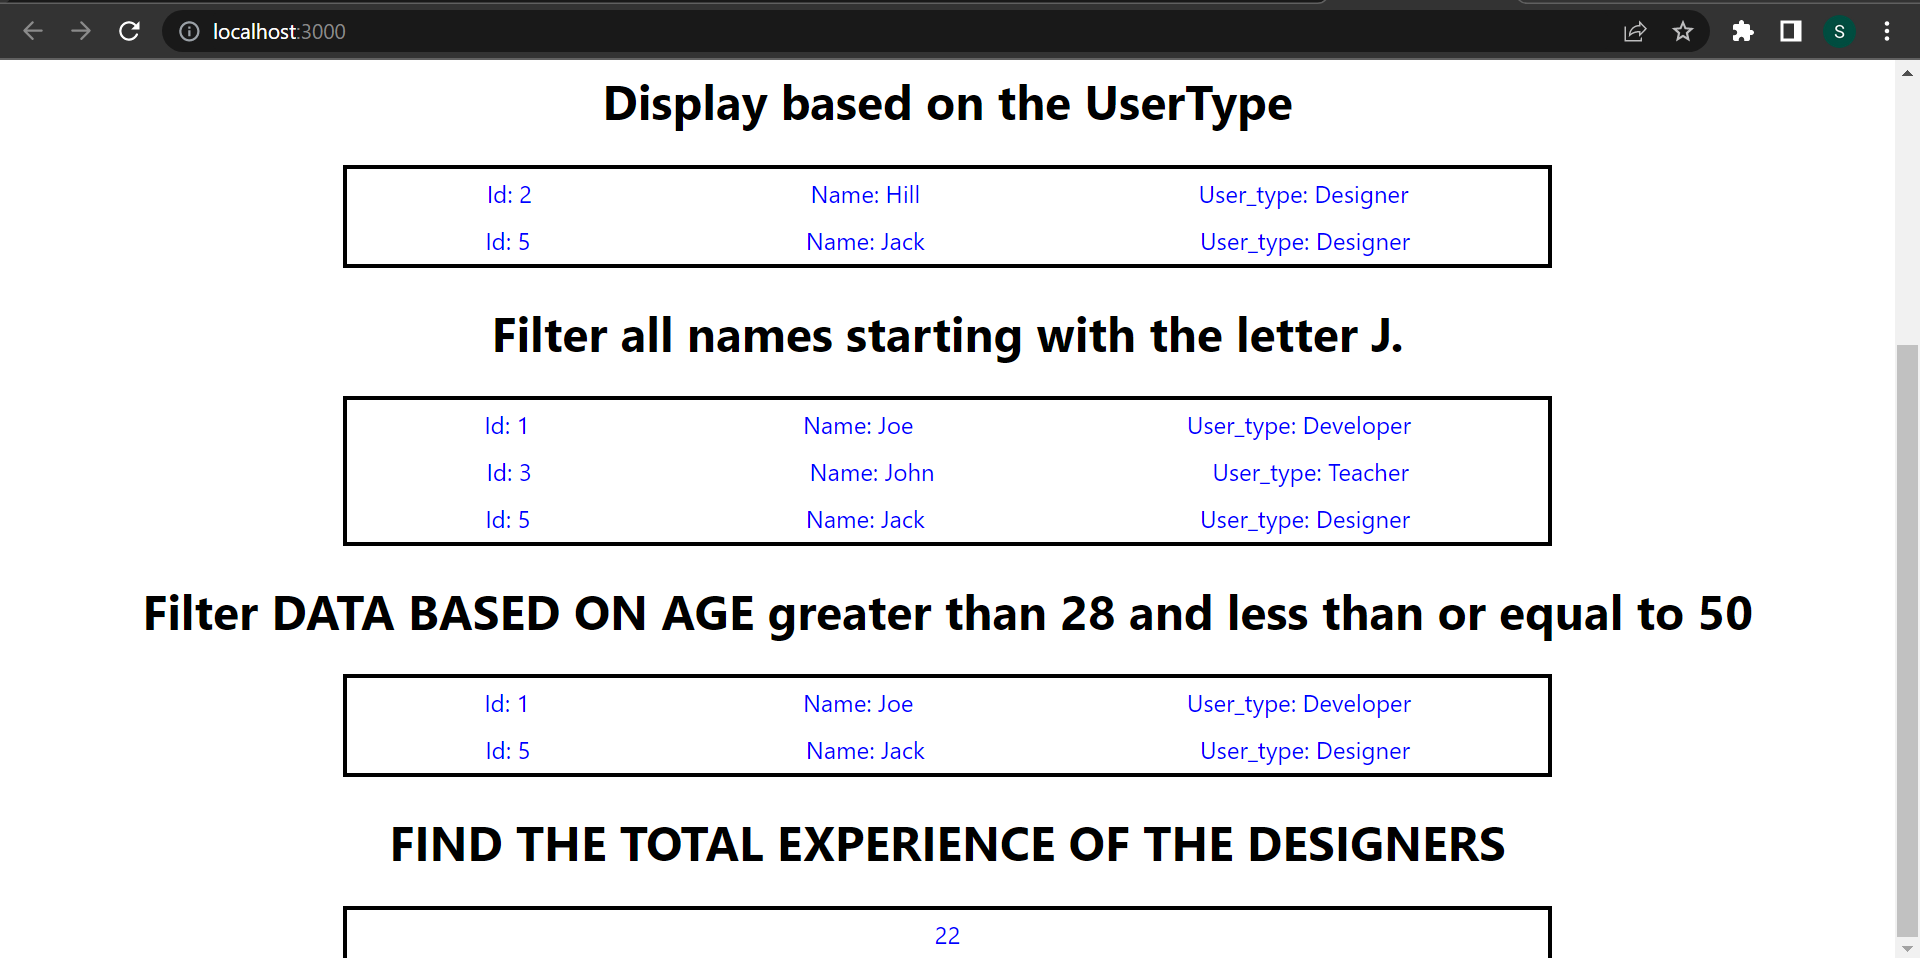 localhost:3000
S
Display based on the UserType
Id: 2 Name: Hill User_type: Designer
Id: 5 Name: Jack User_type: Designer
Filter all names starting with the letter J.
Id: 1 Name: Joe User_type: Developer
Id: 3 Name: John User_type: Teacher
Id: 5 Name: Jack User_type: Designer
Filter DATA BASED ON AGE greater than 28 and less than or equal to 50
Id: 1 Name: Joe User_type: Developer
Id: 5 Name: Jack User_type: Designer
FIND THE TOTAL EXPERIENCE OF THE DESIGNERS
22